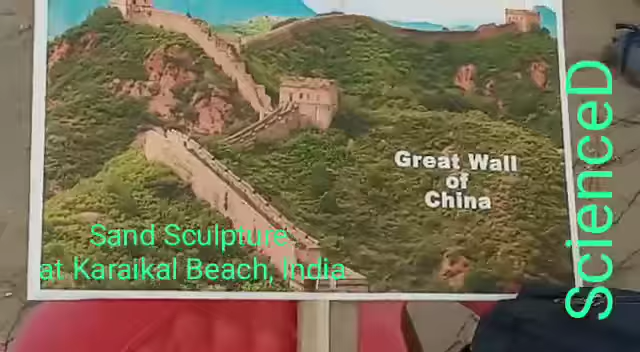 Great Wall
of
China
Sand Sculpture
at Karaikal Beach, India
ScienceD